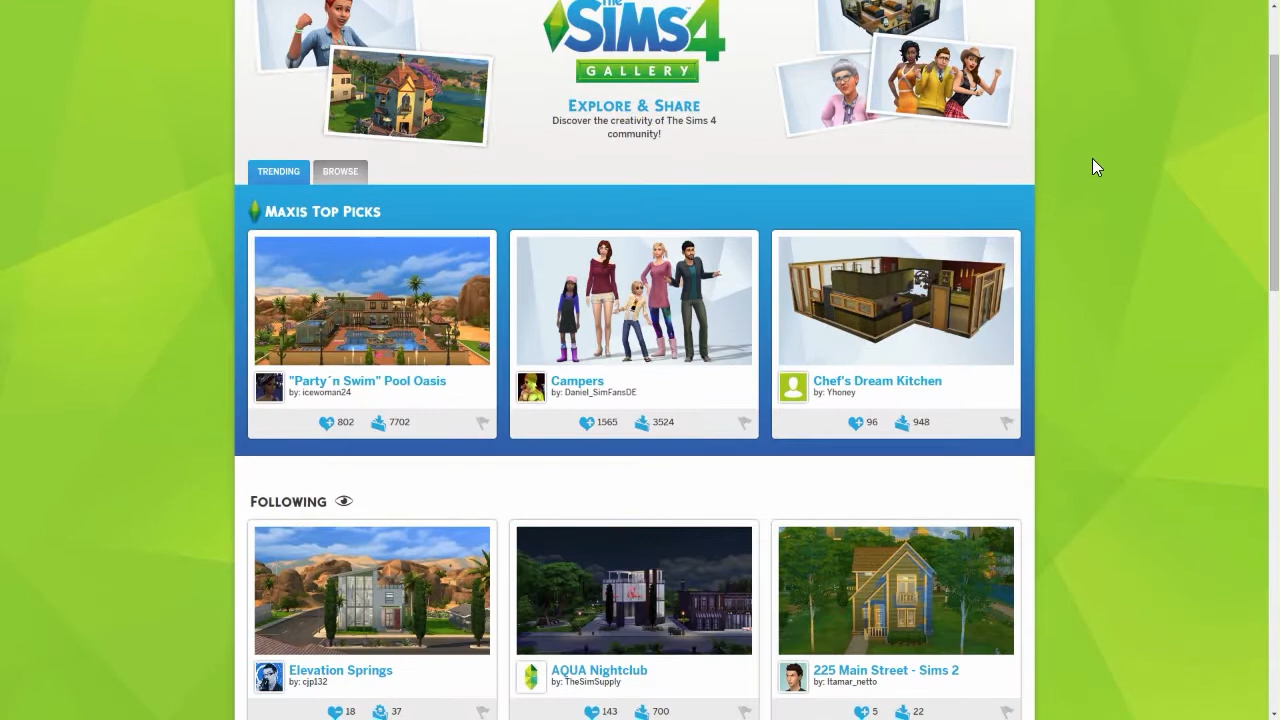 The
SIMS 4
GALLERY
EXPLORE & SHARE
Discover the creativity of The Sims 4
community!
TRENDING BROWSE
MAXIS TOP PICKS
"Party´n Swim" Pool Oasis
by: icewoman24
802 7702
Campers
by: Daniel_SimFansDE
1565 3524
Chef's Dream Kitchen
by: Yhoney
96 948
FOLLOWING
Elevation Springs
by: cjp132
18 37
AQUA Nightclub
by: TheSimSupply
143 700
225 Main Street - Sims 2
by: Itamar_netto
5 22